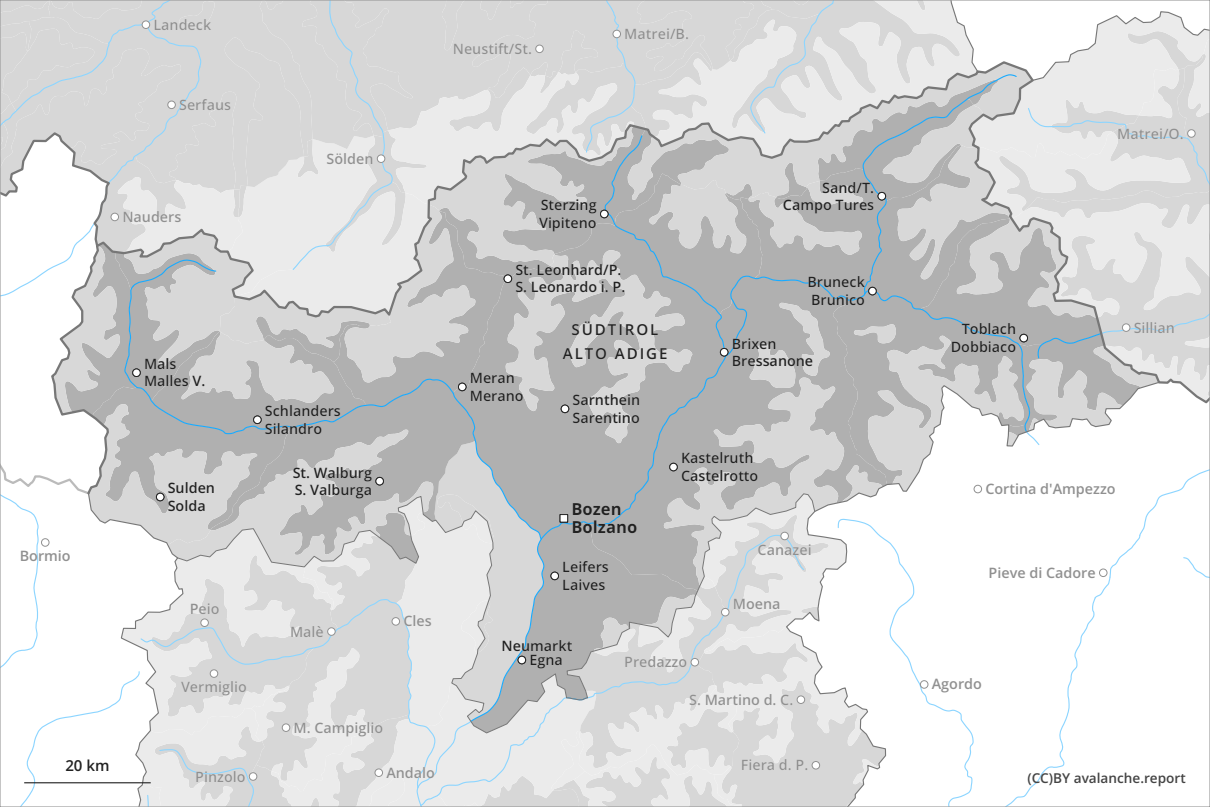 Landeck
Neustift/St.
Matrei/B.
Serfaus
Matrei/O.
Sölden
Sand/T.
Campo Tures
Sterzing
Vipiteno
Nauders
St. Leonhard/P.
S. Leonardo i. P.
Bruneck
Brunico
SÜDTIROL
ALTO ADIGE
Toblach
Dobbiaco
Sillian
Brixen
Bressanone
Mals
Malles V.
Meran
Merano
Schlanders
Silandro
Sarnthein
Sarentino
Kastelruth
Castelrotto
St. Walburg
S. Valburga
Sulden
Solda
Cortina d'Ampezzo
Bozen
Bolzano
Bormio
Canazei
Leifers
Laives
Pieve di Cadore
Peio
Malè
Cles
Moena
Neumarkt
Egna
Predazzo
Vermiglio
Agordo
S. Martino d. C.
M. Campiglio
Fiera d. P.
20 km
Pinzolo
Andalo
(CC)BY avalanche.report